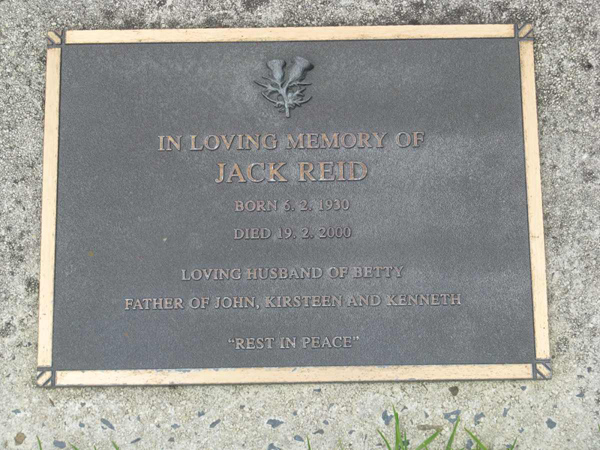 IN LOVING MEMORY OF
JACK REID
BORN 6. 2. 1930
DIED 19. 2. 2000
LOVING HUSBAND OF BETTY
FATHER OF JOHN, KIRSTEEN AND KENNETH
"REST IN PEACE"